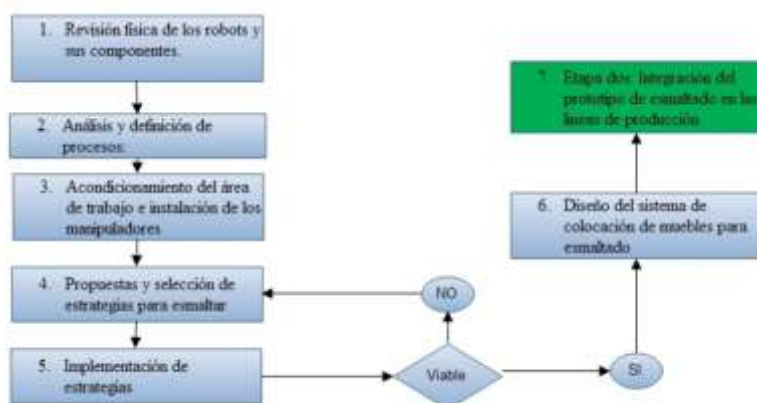 1. Revisión física de los robots y
sus componentes.
2. Análisis y definición de
procesos.
3. Acondicionamiento del área
de trabajo e instalación de los
manipuladores
4. Propuestas y selección de
estrategias para esmaltar
5. Implementación de
estrategias
Viable
NO
SI
6. Diseño del sistema de
colocación de muebles para
esmaltado
7. Etapa dos: Integración del
prototipo de esmaltado en las
líneas de producción.